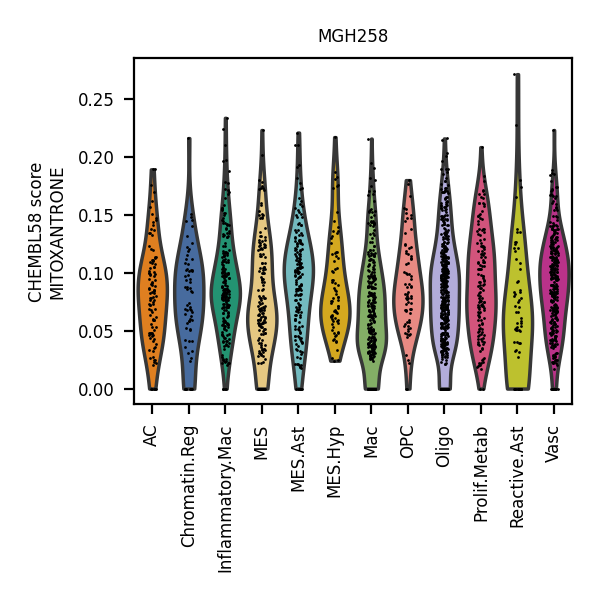 MGH258
CHEMBL58 score
MITOXANTRONE
0.25
0.20
0.15
0.10
0.05
0.00
AC
Chromatin.Reg
Inflammatory.Mac
MES
MES.Ast
MES.Hyp
Mac
OPC
Oligo
Prolif.Metab
Reactive.Ast
Vasc